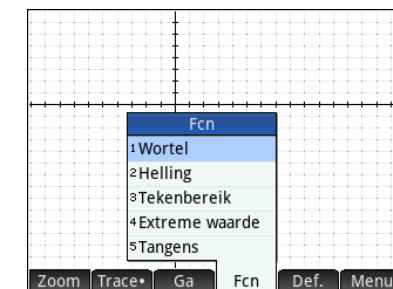 Fcn
1 Wortel
2 Helling
3 Tekenbereik
4 Extreme waarde
5 Tangens
Zoom Trace• Ga Fcn Def. Menu